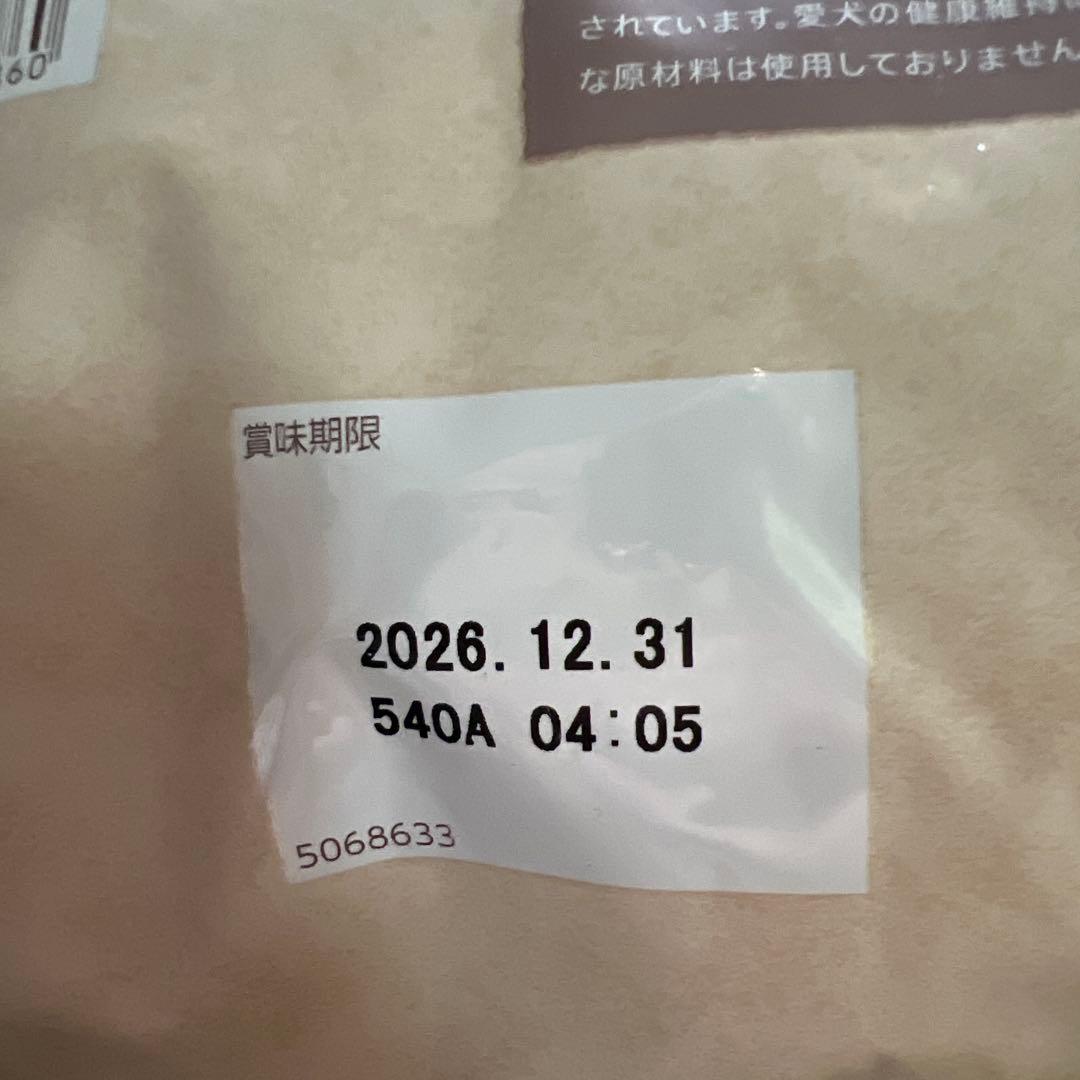 60
されています。愛犬の健康維持
な原材料は使用しておりません
賞味期限
2026.12.31
540A 04:05
5068633